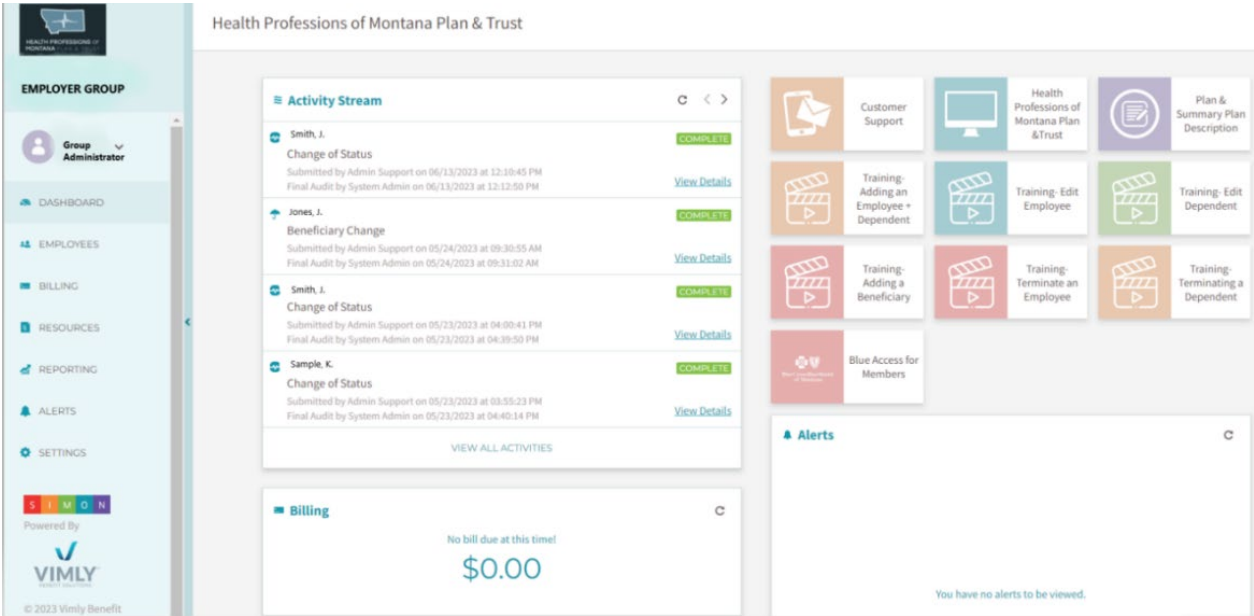 HEALTH PROFESSIONS OF
MONTANA PLAN & TRUST
EMPLOYER GROUP
Group
Administrator
DASHBOARD
EMPLOYEES
BILLING
RESOURCES
REPORTING
ALERTS
SETTINGS
S I M O N
Powered By
VIMLY
© 2023 Vimly Benefit
Health Professions of Montana Plan & Trust
Activity Stream
Smith, J.
COMPLETE
Change of Status
Submitted by Admin Support on 06/13/2023 at 12:10:45 PM
Final Audit by System Admin on 06/13/2023 at 12:12:50 PM
View Details
Jones, J.
COMPLETE
Beneficiary Change
Submitted by Admin Support on 05/24/2023 at 09:30:55 AM
Final Audit by System Admin on 05/24/2023 at 09:31:02 AM
View Details
Smith, J.
COMPLETE
Change of Status
Submitted by Admin Support on 05/23/2023 at 04:00:41 PM
Final Audit by System Admin on 05/23/2023 at 04:39:50 PM
View Details
Sample, K.
COMPLETE
Change of Status
Submitted by Admin Support on 05/23/2023 at 03:55:23 PM
Final Audit by System Admin on 05/23/2023 at 04:40:14 PM
View Details
VIEW ALL ACTIVITIES
Billing
No bill due at this time!
$0.00
Customer
Support
Health
Professions of
Montana Plan
&Trust
Plan &
Summary Plan
Description
Training-
Adding an
Employee +
Dependent
Training- Edit
Employee
Training- Edit
Dependent
Training-
Adding a
Beneficiary
Training-
Terminate an
Employee
Training-
Terminating a
Dependent
Blue Access for
Members
Alerts
You have no alerts to be viewed.